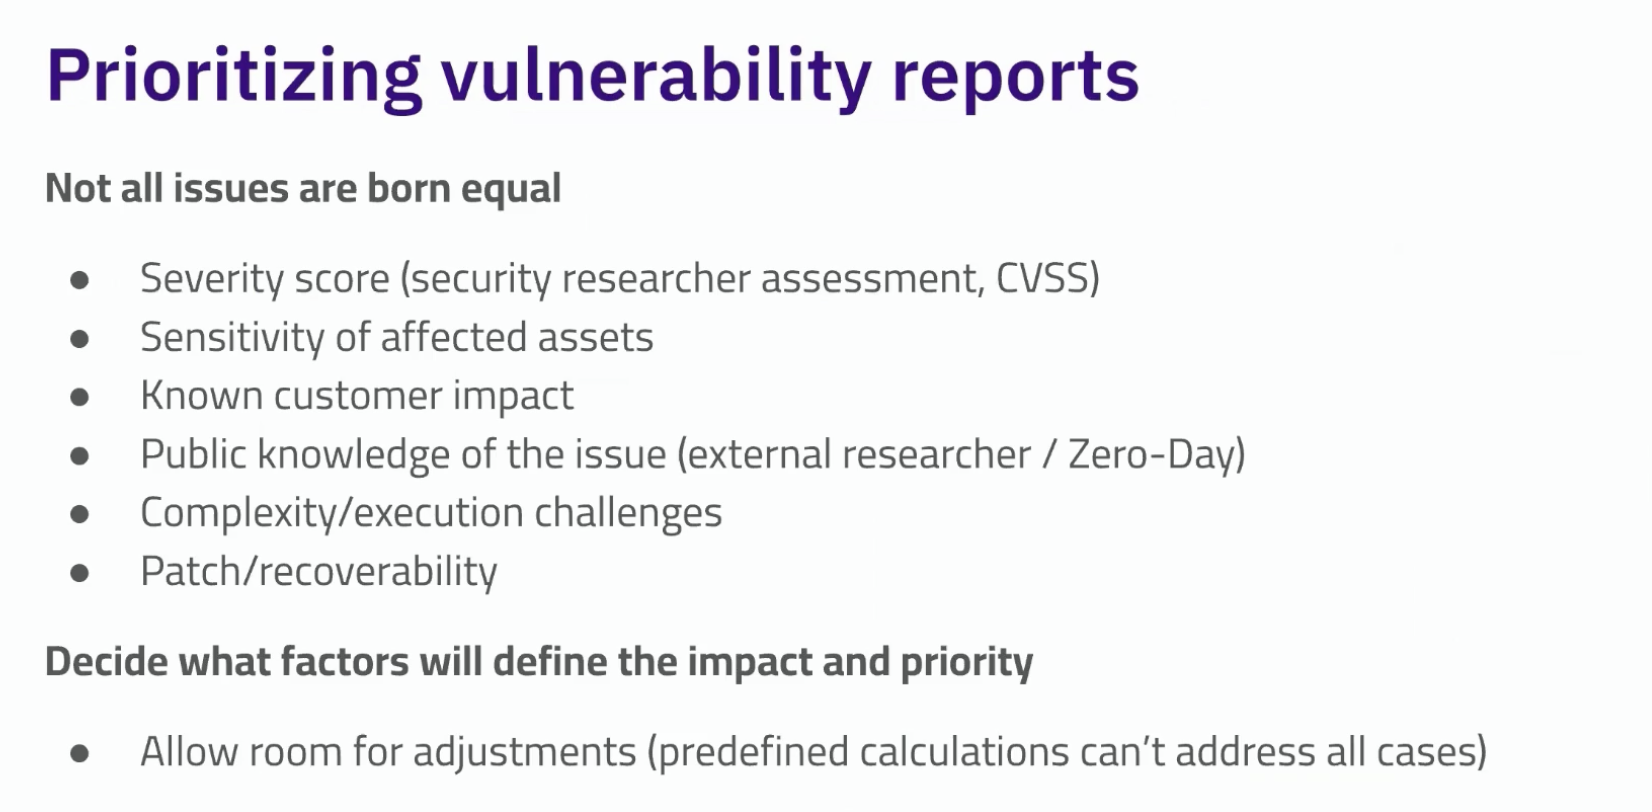 Prioritizing vulnerability reports
Not all issues are born equal
● Severity score (security researcher assessment, CVSS)
● Sensitivity of affected assets
● Known customer impact
● Public knowledge of the issue (external researcher / Zero-Day)
● Complexity/execution challenges
● Patch/recoverability
Decide what factors will define the impact and priority
● Allow room for adjustments (predefined calculations can't address all cases)